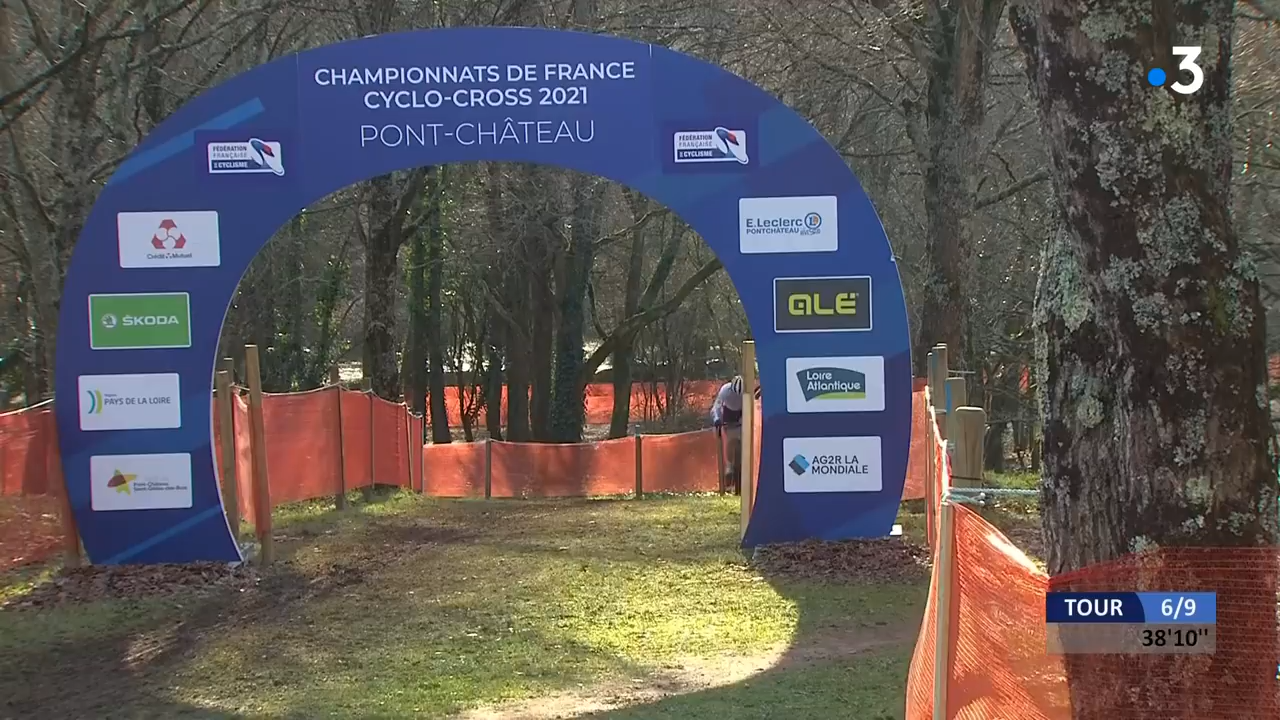 CHAMPIONNATS DE FRANCE
CYCLO-CROSS 2021
PONT-CHÂTEAU
FÉDÉRATION
FRANÇAISE
DE CYCLISME
FÉDÉRATION
FRANÇAISE
DE CYCLISME
Crédit Mutuel
ŠKODA
PAYS DE LA LOIRE
E.Leclerc
PONTCHÂTEAU
ALÉ
Loire
Atlantique
AG2R LA
MONDIALE
3
TOUR 6/9
38'10''